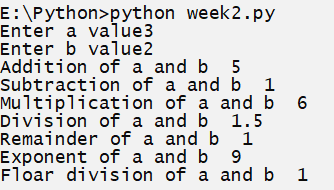 E:\Python>python week2.py
Enter a value3
Enter b value2
Addition of a and b  5
Subtraction of a and b  1
Multiplication of a and b  6
Division of a and b  1.5
Remainder of a and b  1
Exponent of a and b  9
Floar division of a and b  1